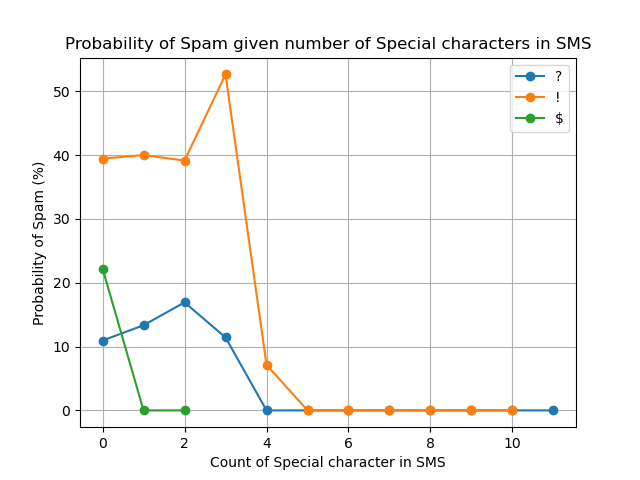 Probability of Spam given number of Special characters in SMS
?
!
$
50
40
30
20
10
0
Probability of Spam (%)
0 2 4 6 8 10
Count of Special character in SMS